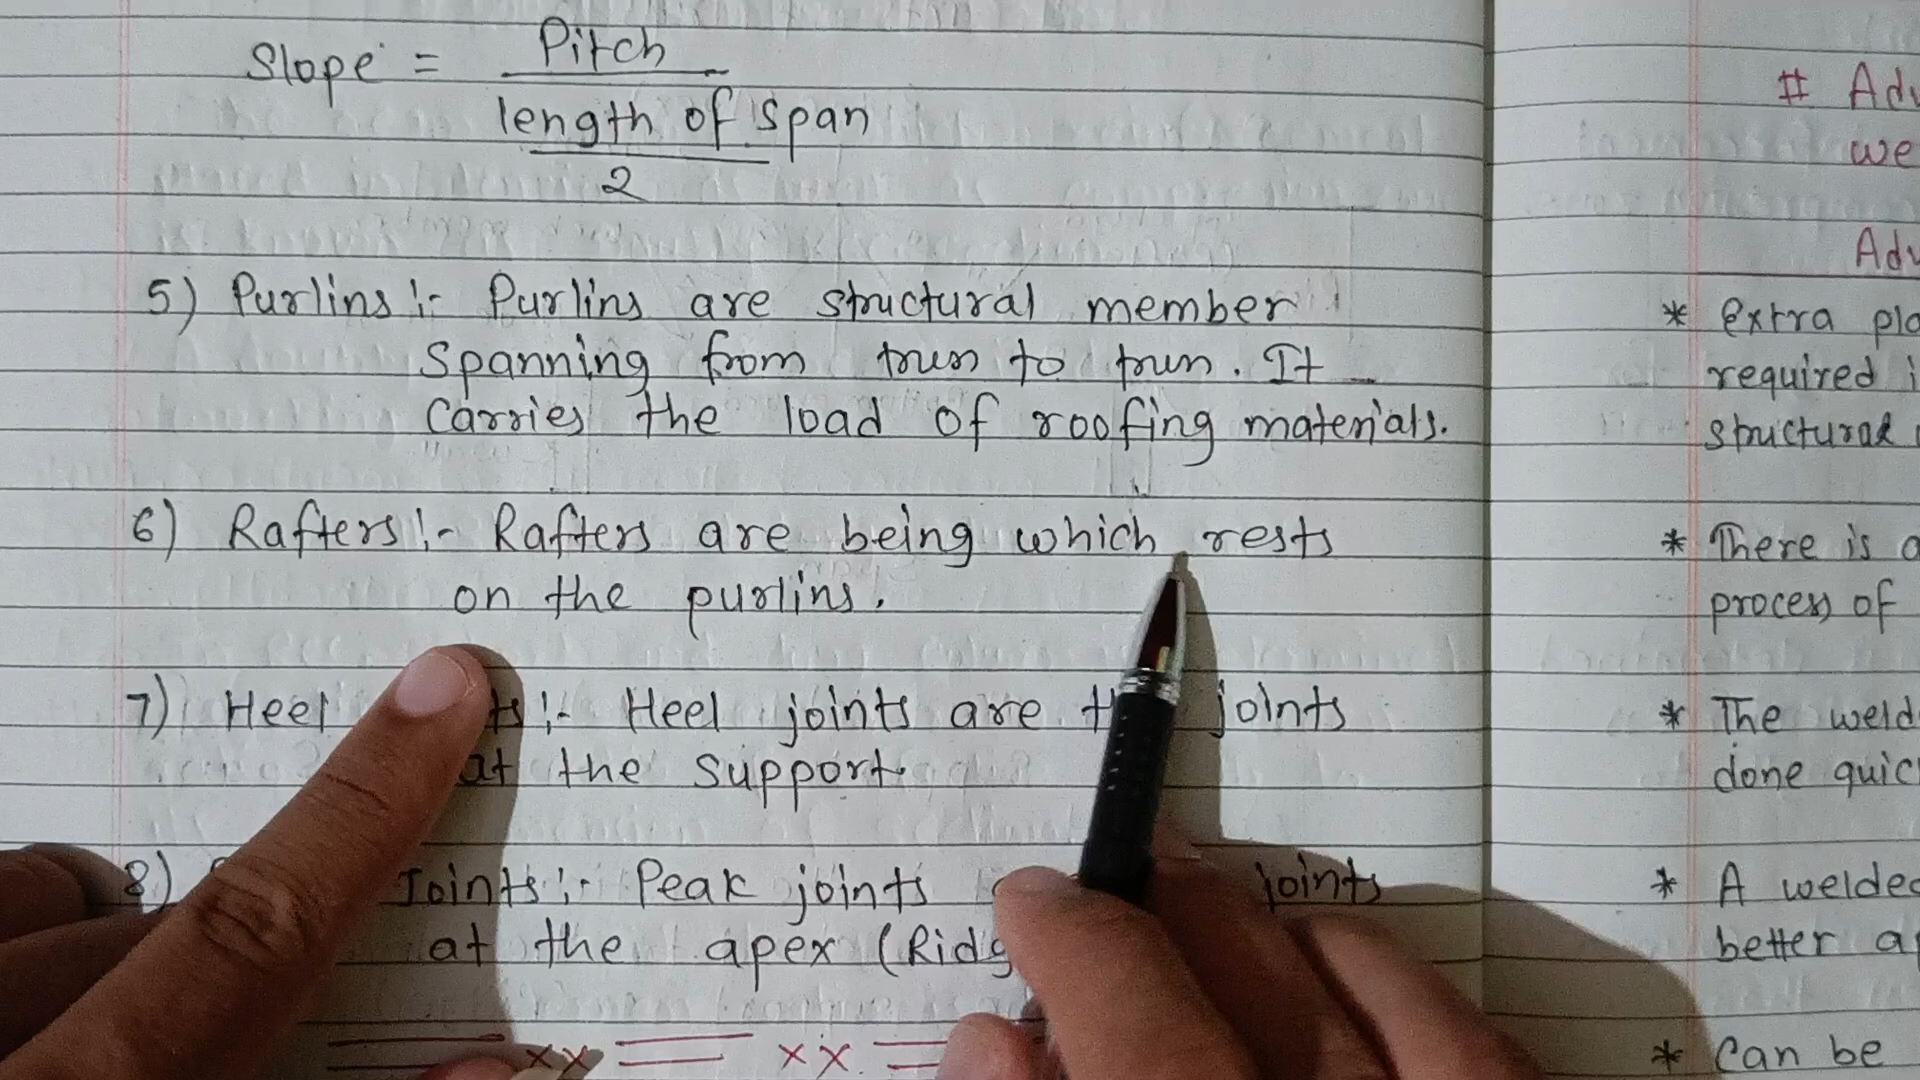 Slope = Pitch
length of span
2
5) Purlins :- Purlins are structural member
spanning from truss to truss. It
carries the load of roofing materials.
6) Rafters :- Rafters are being which rests
on the purlins.
7) Heel :- Heel joints are joints
at the support.
8) Joints :- Peak joints joints
at the apex (Ridg
# Adv
we
Adv
* extra pla
required i
structural
* There is a
process of
* The weld
done quic
* A welded
better a
* Can be